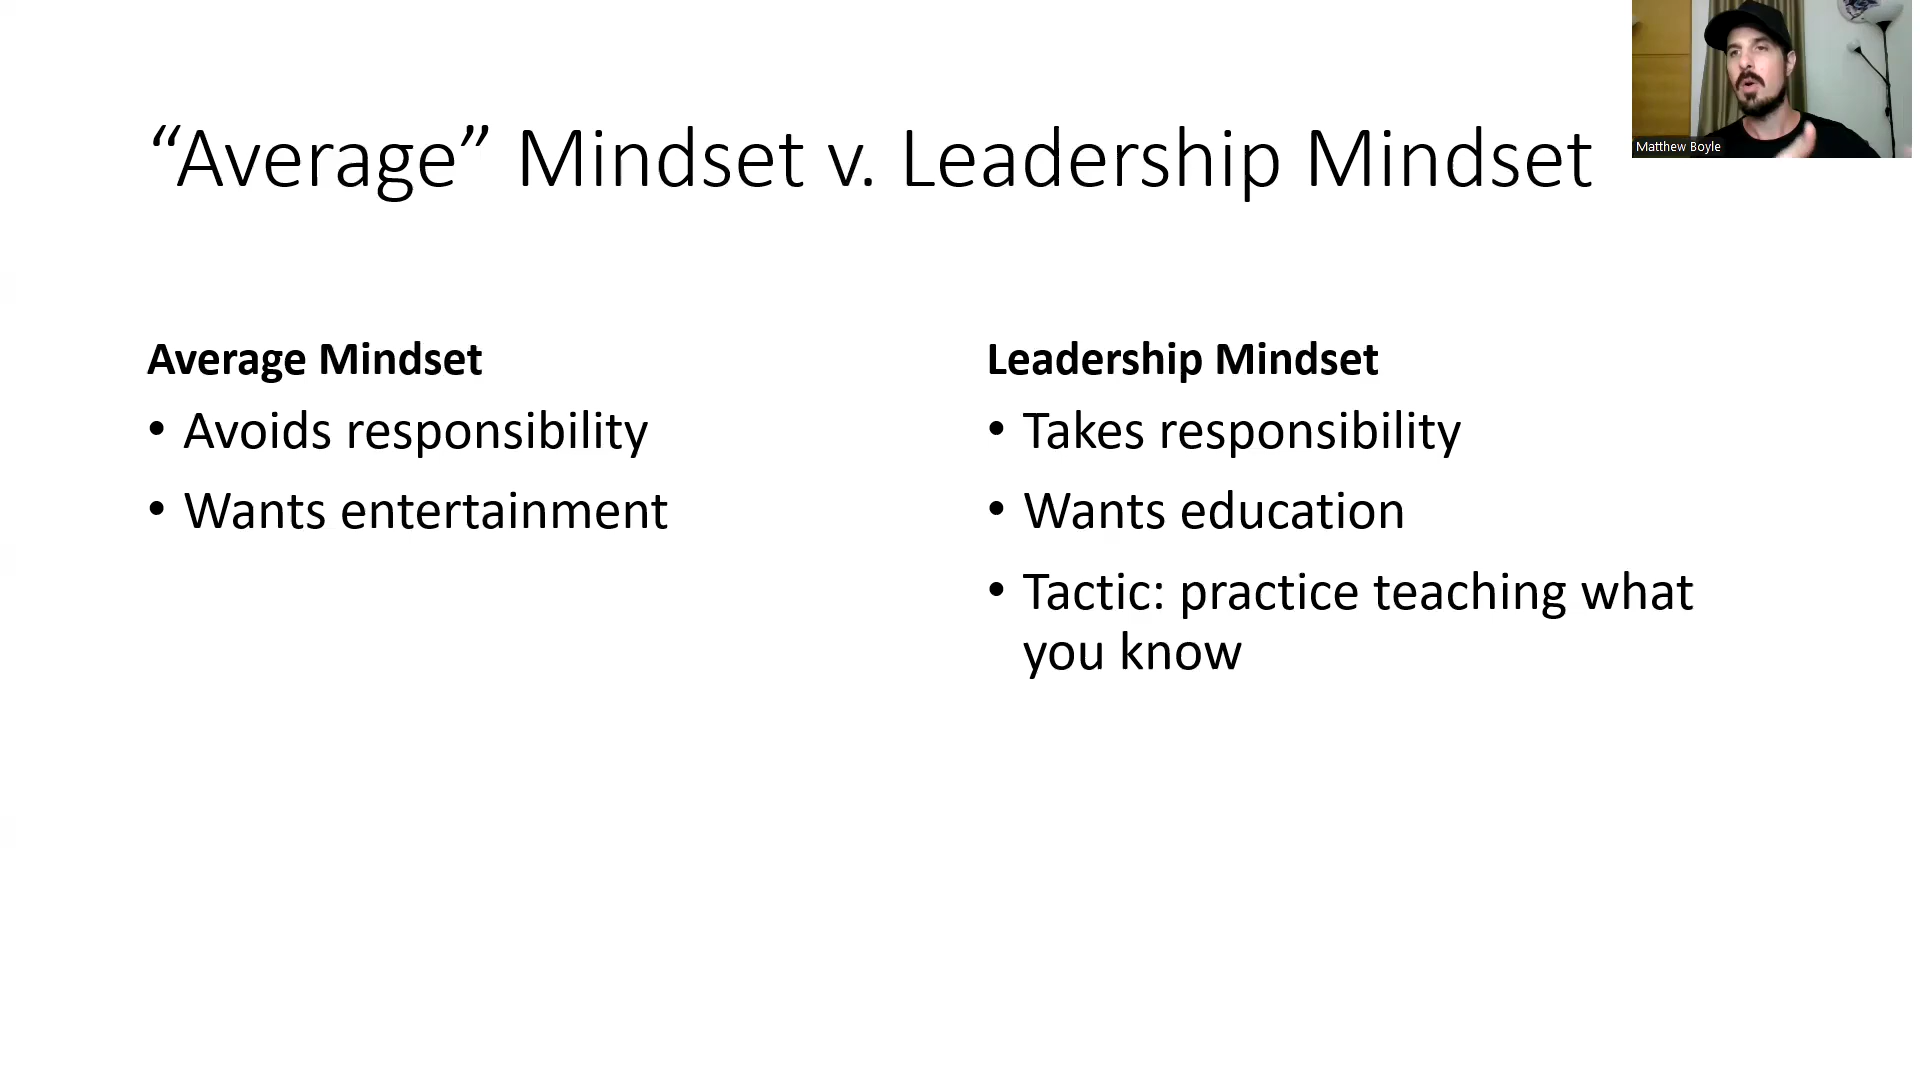 “Average” Mindset v. Leadership Mindset
Matthew Boyle
Average Mindset
• Avoids responsibility
• Wants entertainment
Leadership Mindset
• Takes responsibility
• Wants education
• Tactic: practice teaching what
you know